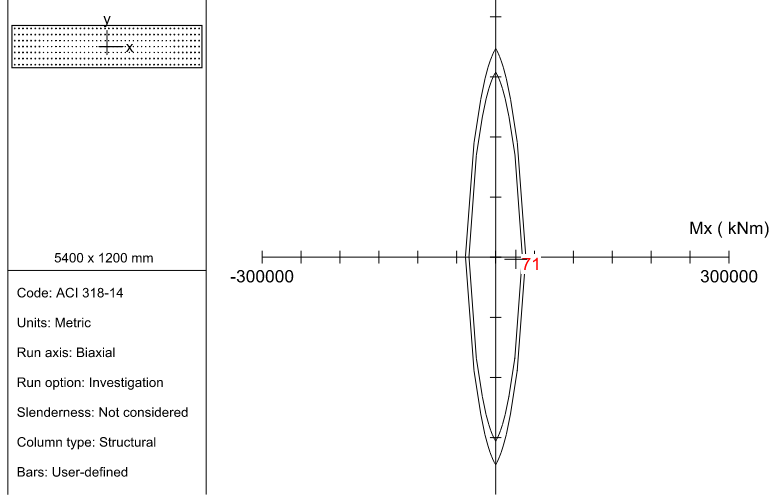 y
x
5400 x 1200 mm
Code: ACI 318-14
Units: Metric
Run axis: Biaxial
Run option: Investigation
Slenderness: Not considered
Column type: Structural
Bars: User-defined
Mx ( kNm)
71
-300000
300000